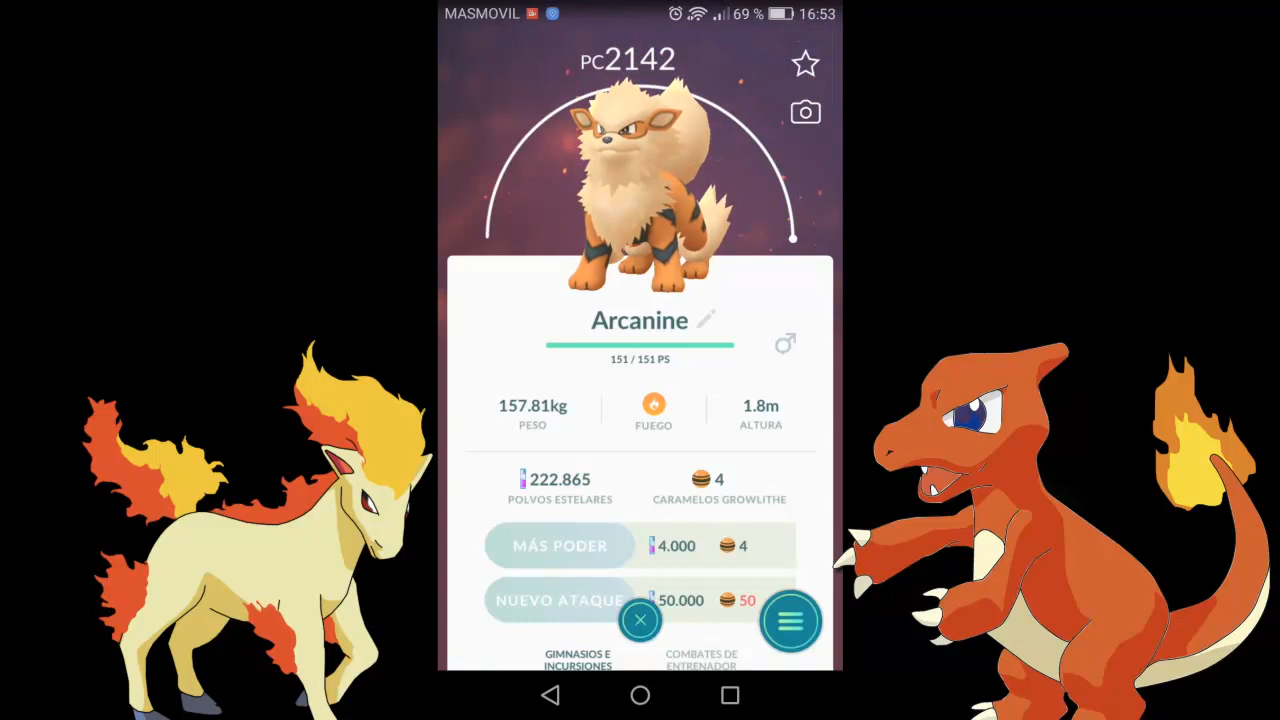 MASMOVIL 69 % 16:53
PC2142
Arcanine
151 / 151 PS
157.81kg 1.8m
PESO FUEGO ALTURA
222.865 4
POLVOS ESTELARES CARAMELOS GROWLITHE
MÁS PODER 4.000 4
NUEVO ATAQUE 50.000 50
GIMNASIOS E INCURSIONES
COMBATES DE ENTRENADOR